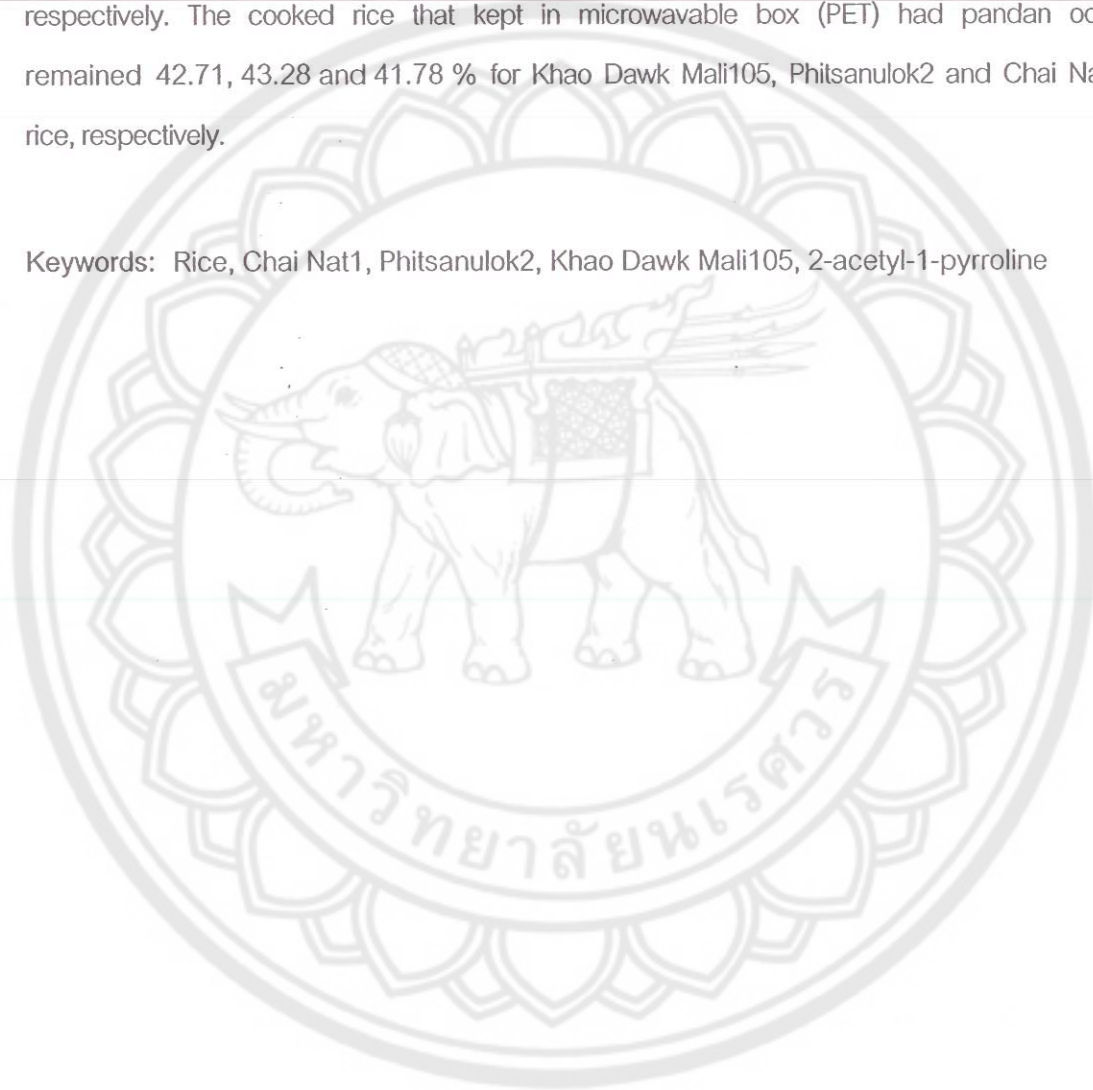 respectively. The cooked rice that kept in microwavable box (PET) had pandan
remained 42.71, 43.28 and 41.78 % for Khao Dawk Mali105, Phitsanulok2 and Chai
rice, respectively.
Keywords: Rice, Chai Nat1, Phitsanulok2, Khao Dawk Mali105, 2-acetyl-1-pyrroline
มหาวิทยาลัยนเรศวร